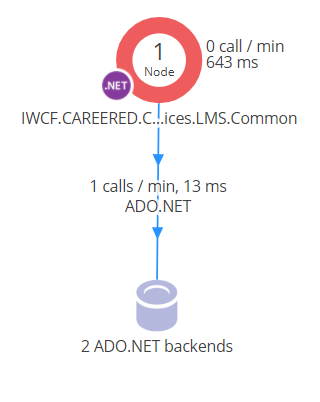 1
Node
.NET
0 call / min
643 ms
IWCF.CAREERED.C...ices.LMS.Common
1 calls / min, 13 ms
ADO.NET
2 ADO.NET backends